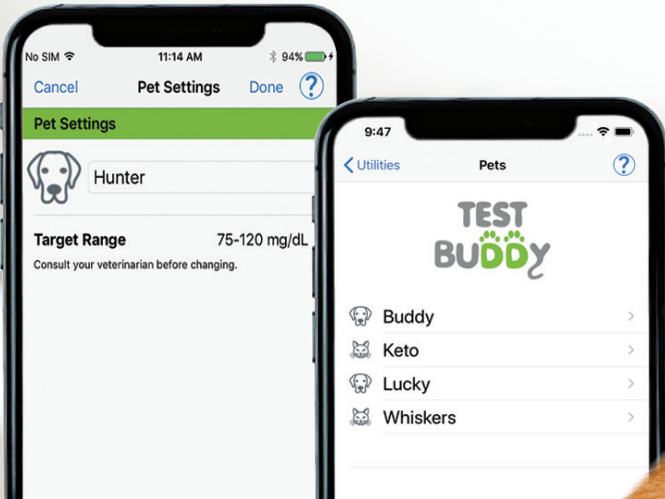 No SIM 11:14 AM 94%
Cancel Pet Settings Done ?
Pet Settings
Hunter
Target Range 75-120 mg/dL
Consult your veterinarian before changing.
9:47
Utilities Pets ?
TEST
BUDDY
Buddy
Keto
Lucky
Whiskers